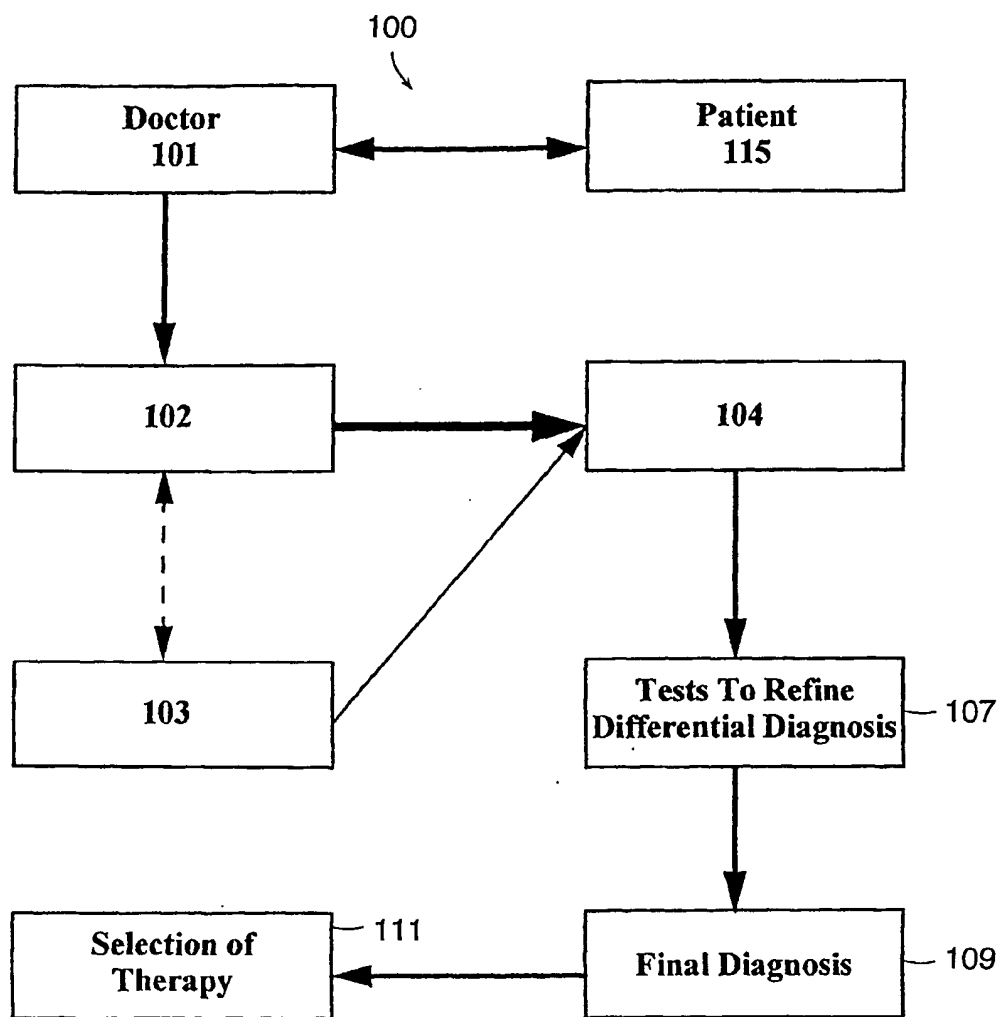 100
Doctor
101
Patient
115
102
104
103
Tests To Refine
Differential Diagnosis
107
Selection of
Therapy
111
Final Diagnosis
109